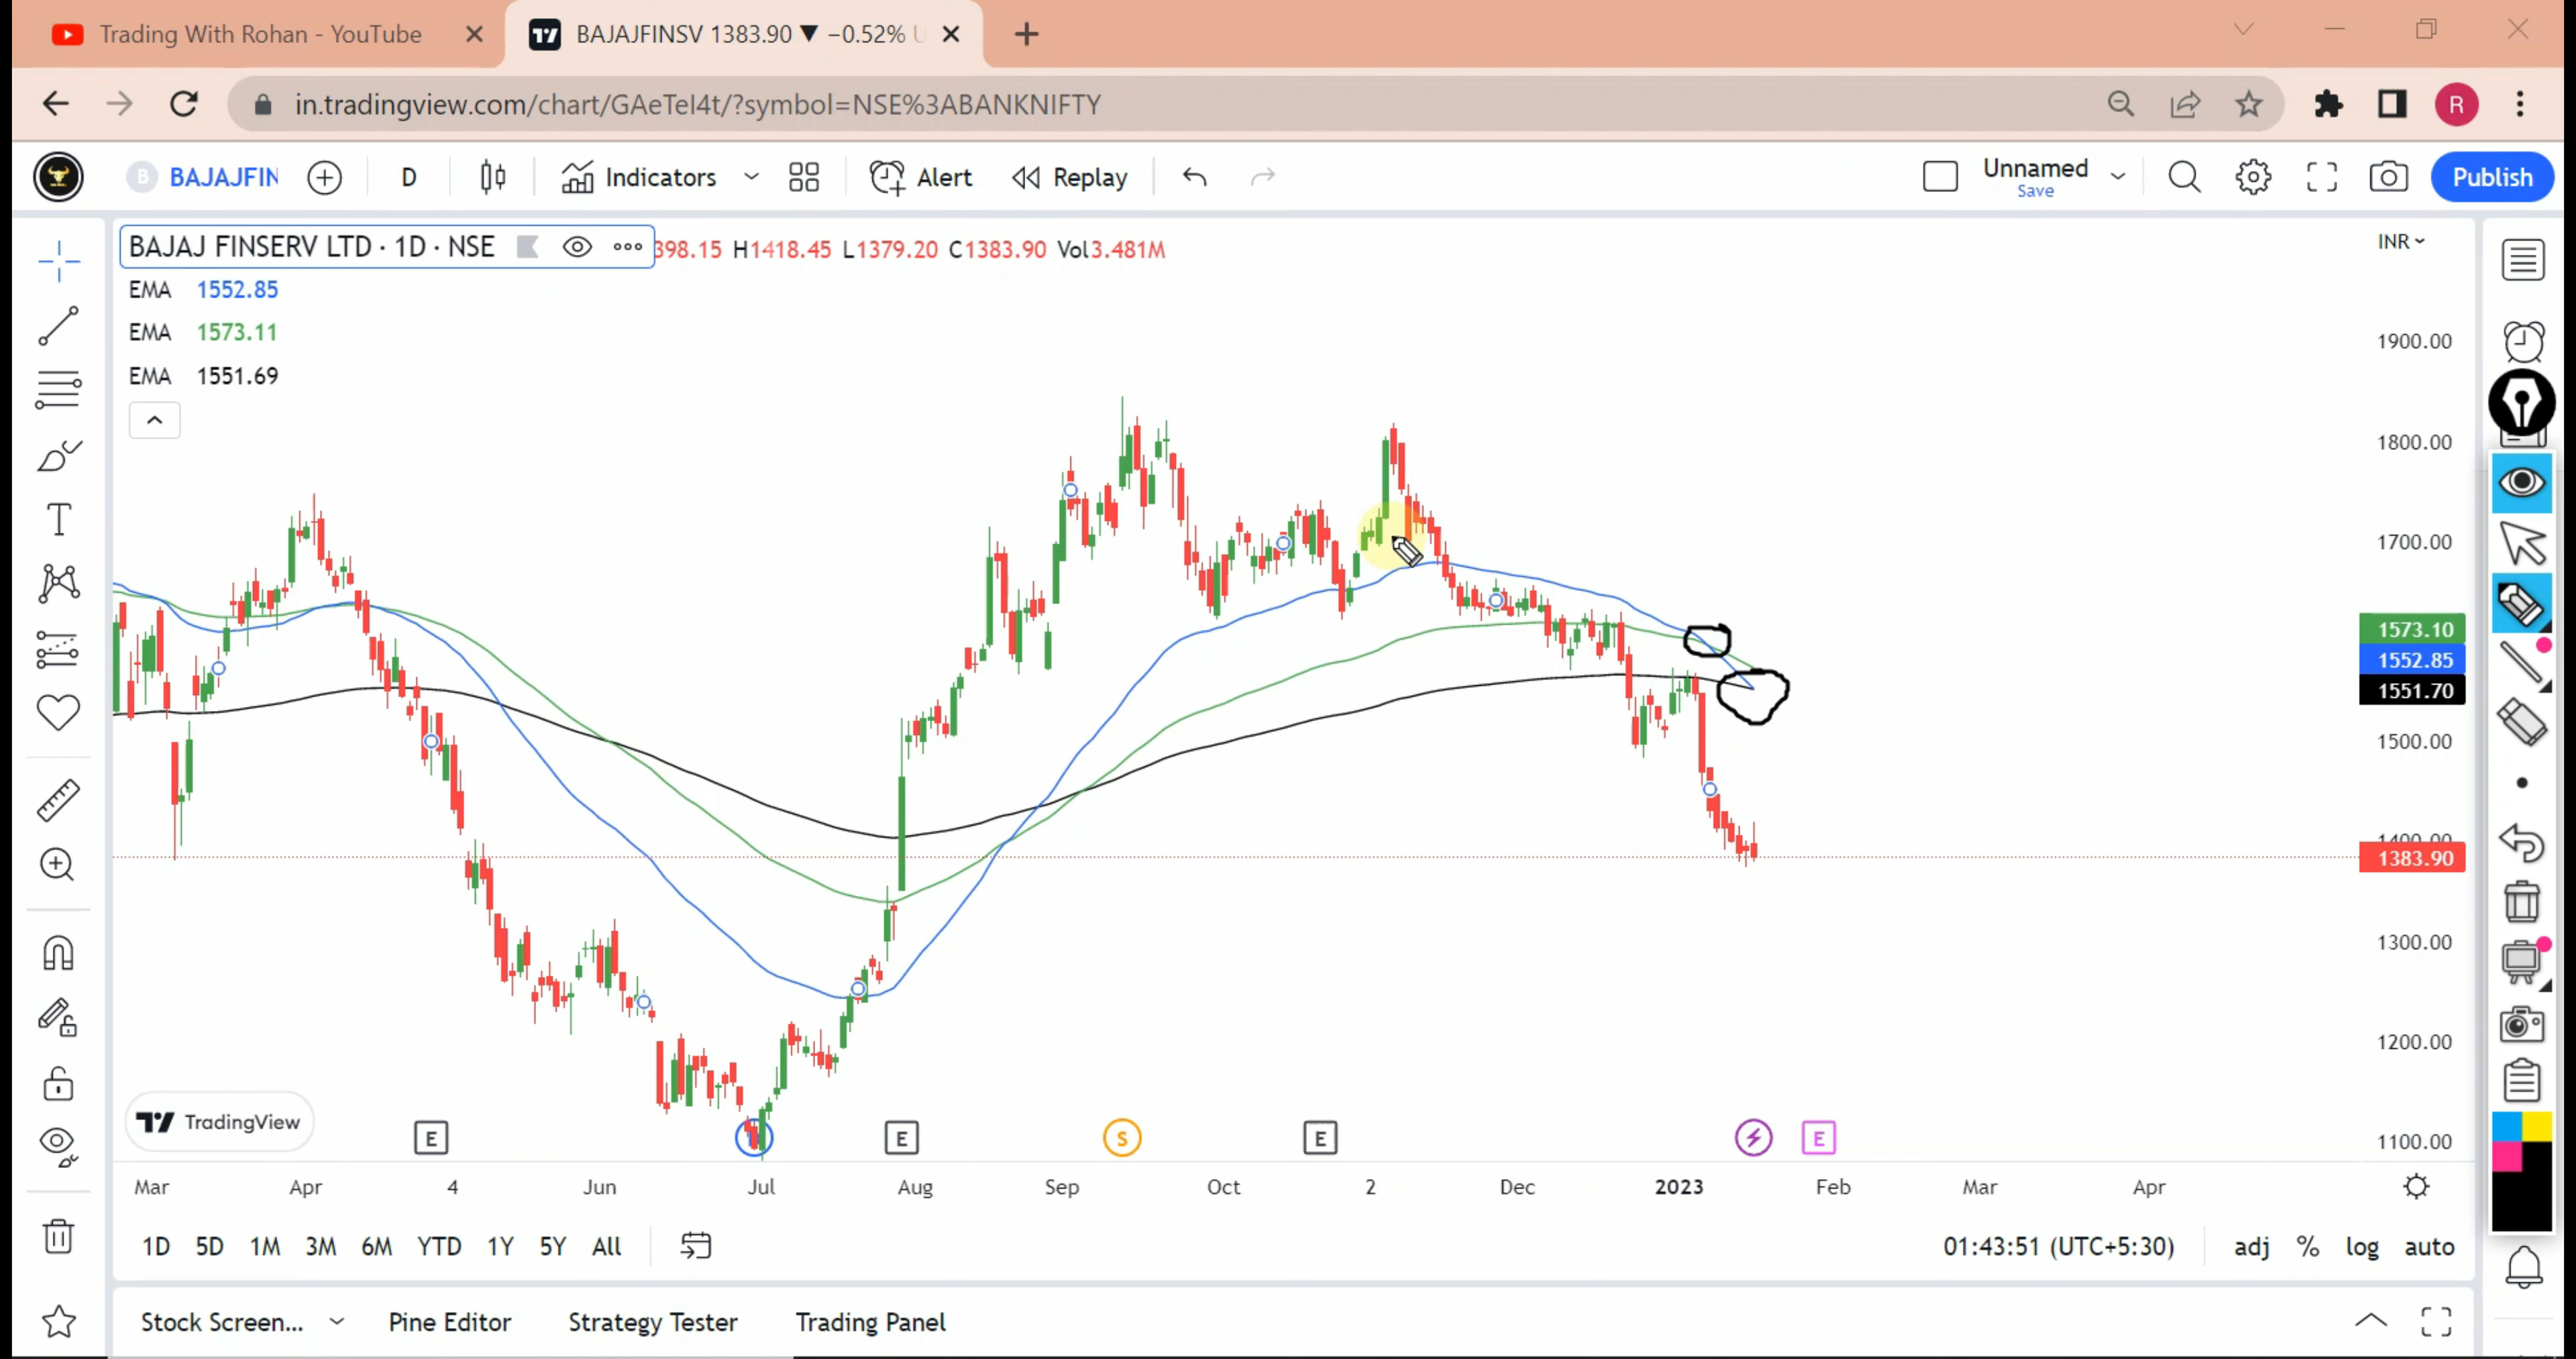 Trading With Rohan - YouTube
BAJAJFINSV 1383.90 ▼ −0.52% U
in.tradingview.com/chart/GAeTeI4t/?symbol=NSE%3ABANKNIFTY
R
B BAJAJFIN
D
Indicators
Alert
Replay
Unnamed
Save
Publish
BAJAJ FINSERV LTD · 1D · NSE
398.15 H1418.45 L1379.20 C1383.90 Vol3.481M
INR
EMA 1552.85
EMA 1573.11
EMA 1551.69
1900.00
1800.00
1700.00
1573.10
1552.85
1551.70
1500.00
1400.00
1383.90
1300.00
1200.00
1100.00
TradingView
E
E
S
E
E
Mar Apr 4 Jun Jul Aug Sep Oct 2 Dec 2023 Feb Mar Apr
1D 5D 1M 3M 6M YTD 1Y 5Y All
01:43:51 (UTC+5:30) adj % log auto
Stock Screen... Pine Editor Strategy Tester Trading Panel